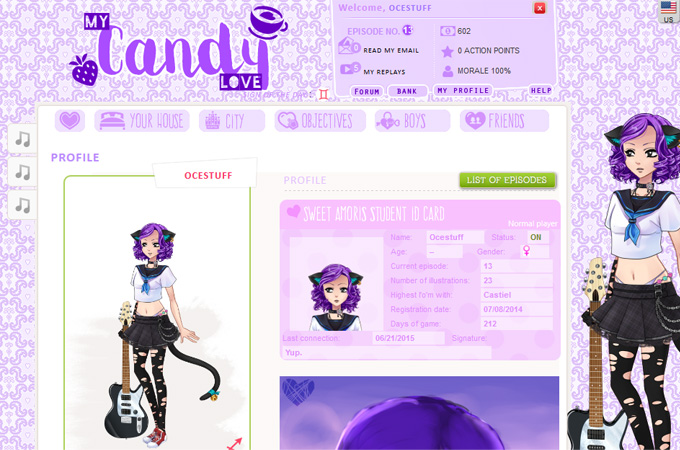 MY
Candy
LOVE
Welcome, OCESTUFF
x
US
EPISODE NO. 13
602
0
READ MY EMAIL
0 ACTION POINTS
5
MY REPLAYS
MORALE 100%
FORUM BANK MY PROFILE HELP
YOUR HOUSE CITY OBJECTIVES BOYS FRIENDS
PROFILE
OCESTUFF
PROFILE
LIST OF EPISODES
SWEET AMORIS STUDENT ID CARD
Normal player
Name: Ocestuff Status: ON
Age: - Gender: ♀
Current episode: 13
Number of illustrations: 23
Highest lo'm with: Castiel
Registration date: 07/08/2014
Days of game: 212
Last connection: 06/21/2015 Signature:
Yup.